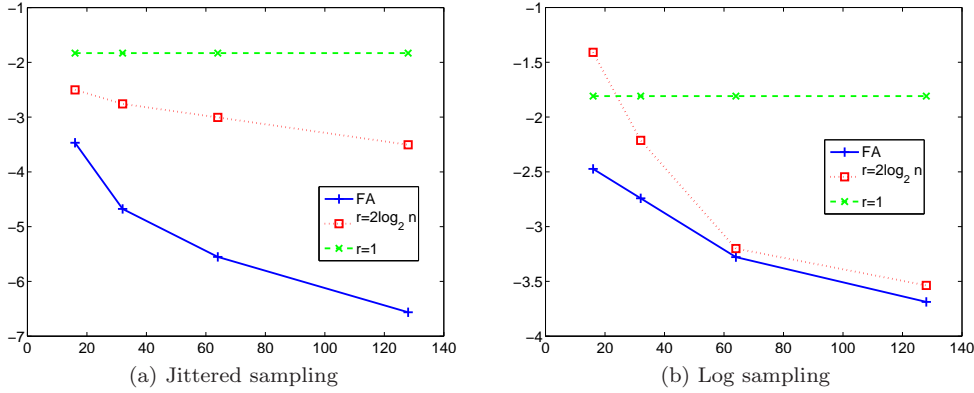 −1
−2
−3
−4
−5
−6
−7
0 20 40 60 80 100 120 140
FA
r=2log₂ n
r=1
(a) Jittered sampling
−1
−1.5
−2
−2.5
−3
−3.5
−4
0 20 40 60 80 100 120 140
FA
r=2log₂ n
r=1
(b) Log sampling